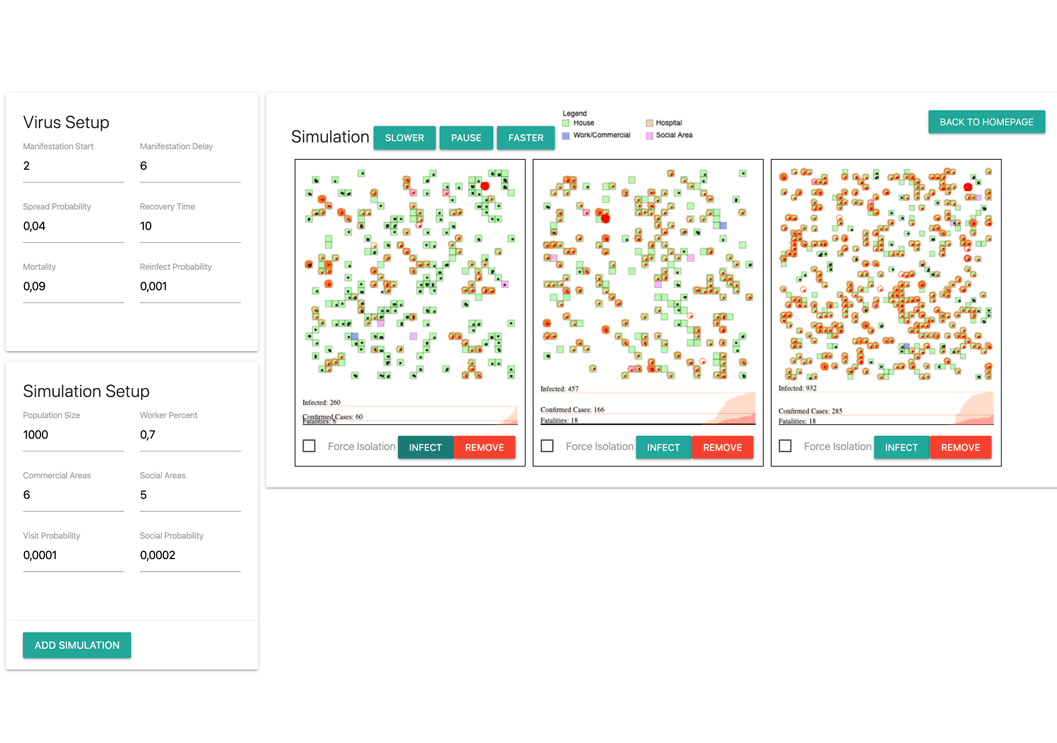 Virus Setup
Manifestation Start
Manifestation Delay
2
6
Spread Probability
Recovery Time
0,04
10
Mortality
Reinfect Probability
0,09
0,001
Simulation Setup
Population Size
Worker Percent
1000
0,7
Commercial Areas
Social Areas
6
5
Visit Probability
Social Probability
0,0001
0,0002
ADD SIMULATION
Simulation
SLOWER
PAUSE
FASTER
Legend
House
Hospital
Work/Commercial
Social Area
BACK TO HOMEPAGE
Infected: 260
Confirmed Cases: 60
Fatalities: 6
Force Isolation
INFECT
REMOVE
Infected: 457
Confirmed Cases: 166
Fatalities: 18
Force Isolation
INFECT
REMOVE
Infected: 932
Confirmed Cases: 285
Fatalities: 18
Force Isolation
INFECT
REMOVE